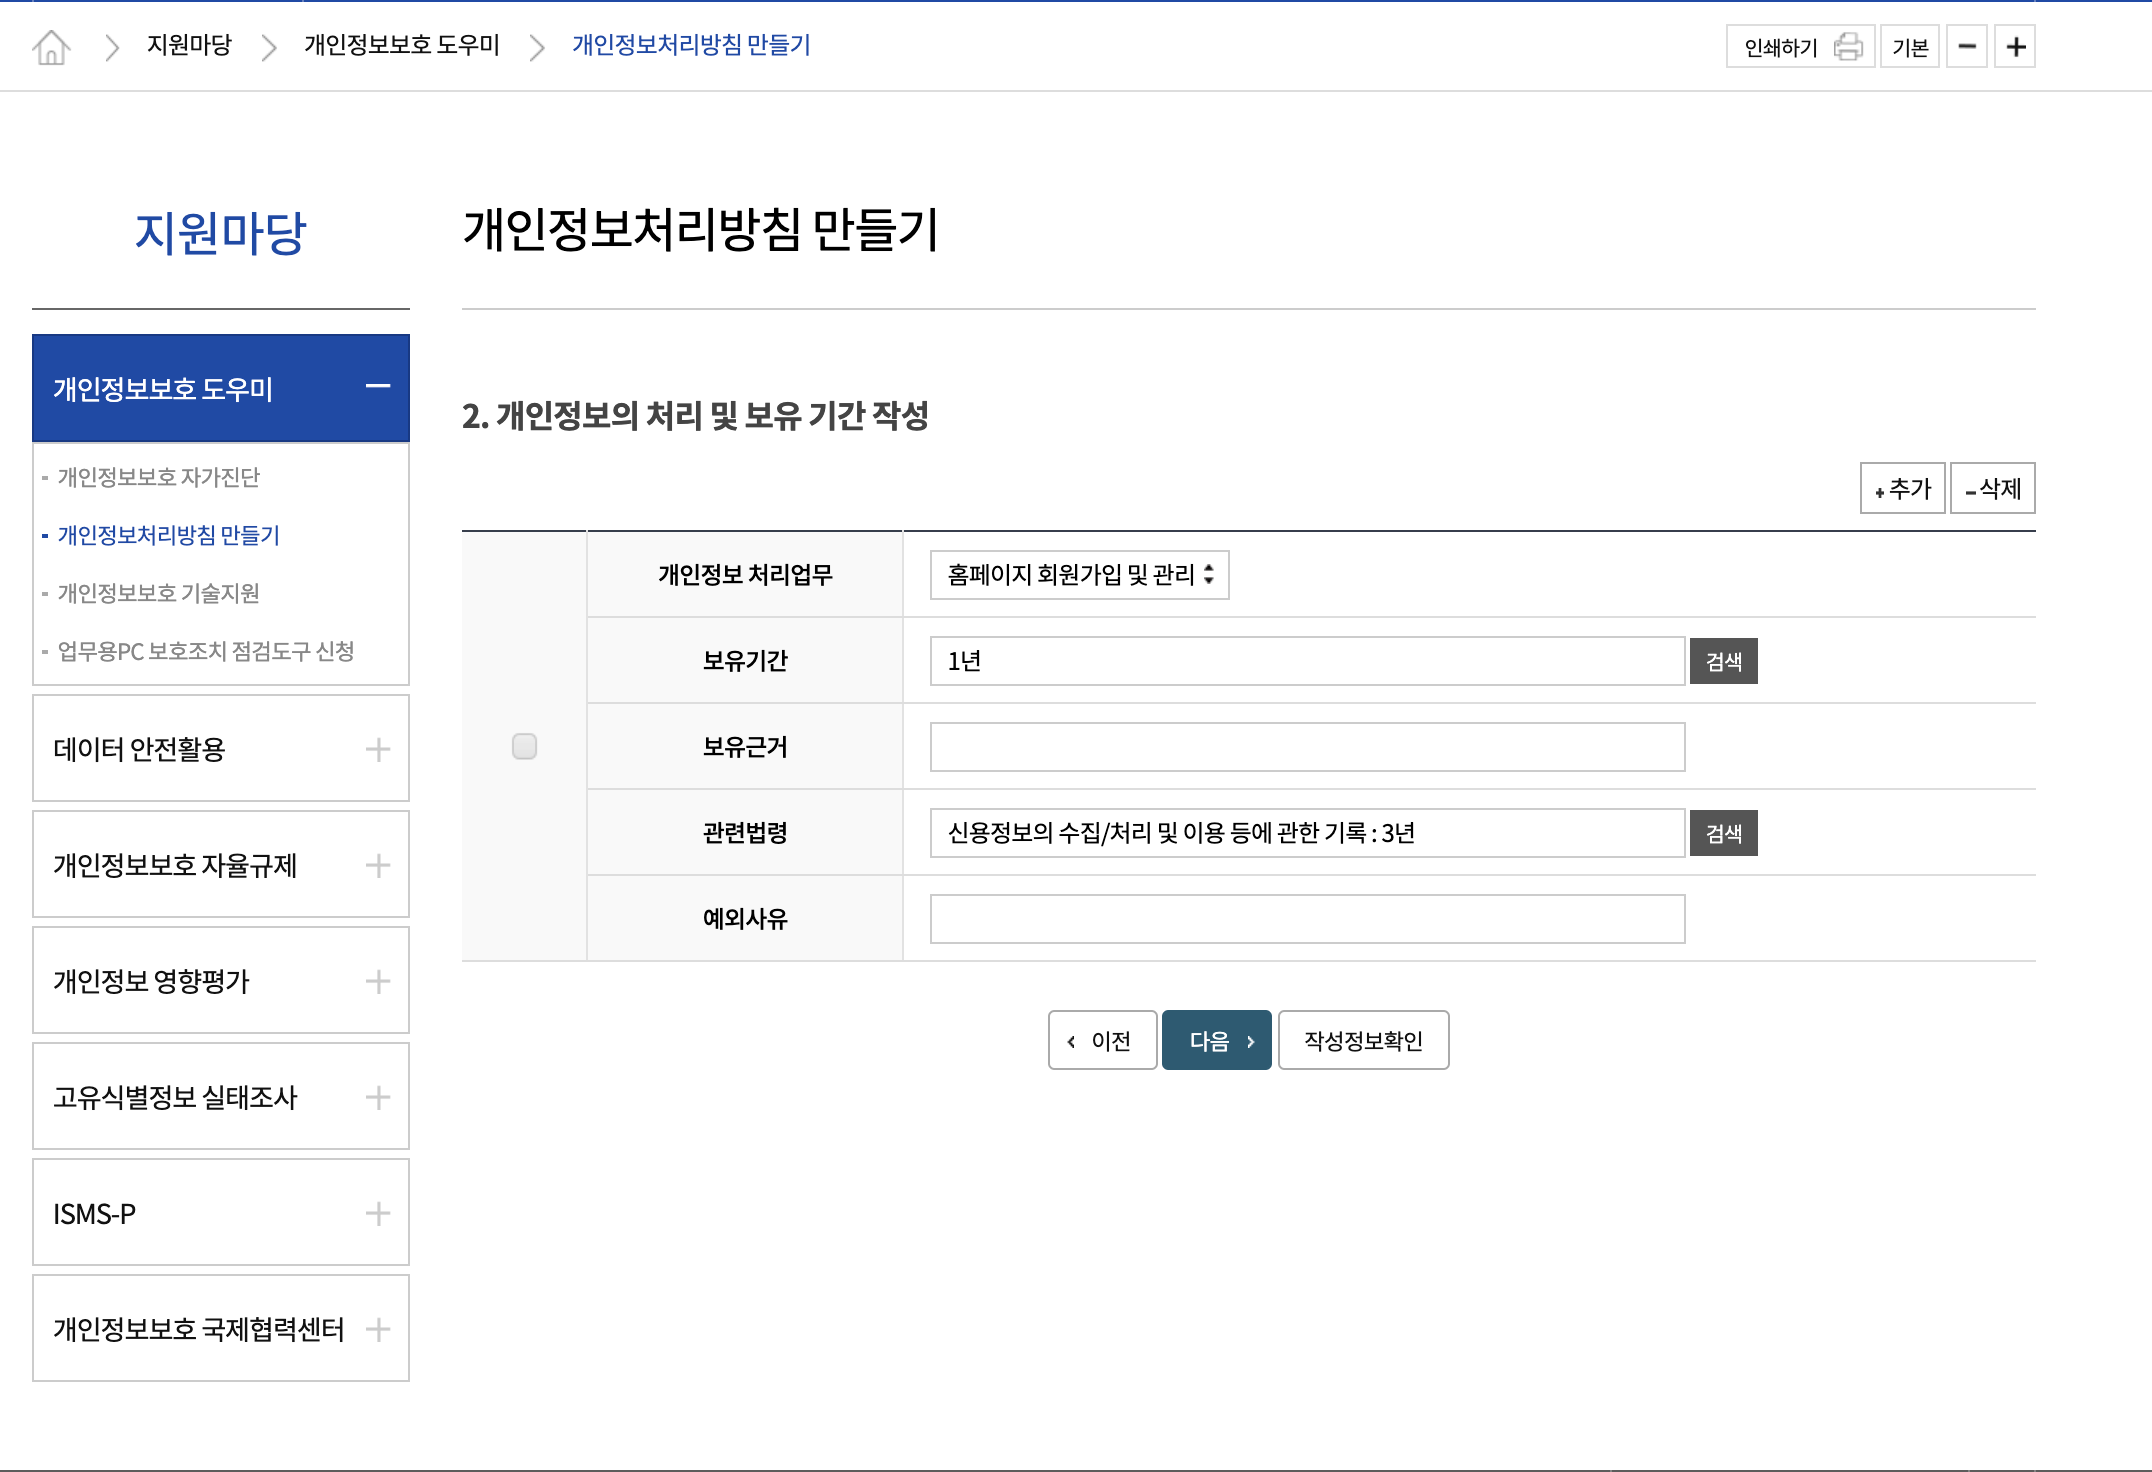 지원마당 개인정보보호 도우미 개인정보처리방침 만들기 인쇄하기 기본 − +
지원마당
개인정보보호 도우미 −
- 개인정보보호 자가진단
- 개인정보처리방침 만들기
- 개인정보보호 기술지원
- 업무용PC 보호조치 점검도구 신청
데이터 안전활용 +
개인정보보호 자율규제 +
개인정보 영향평가 +
고유식별정보 실태조사 +
ISMS-P +
개인정보보호 국제협력센터 +
개인정보처리방침 만들기
2. 개인정보의 처리 및 보유 기간 작성
+ 추가 − 삭제
개인정보 처리업무 홈페이지 회원가입 및 관리
보유기간 1년 검색
보유근거
관련법령 신용정보의 수집/처리 및 이용 등에 관한 기록 : 3년 검색
예외사유
‹ 이전 다음 › 작성정보확인